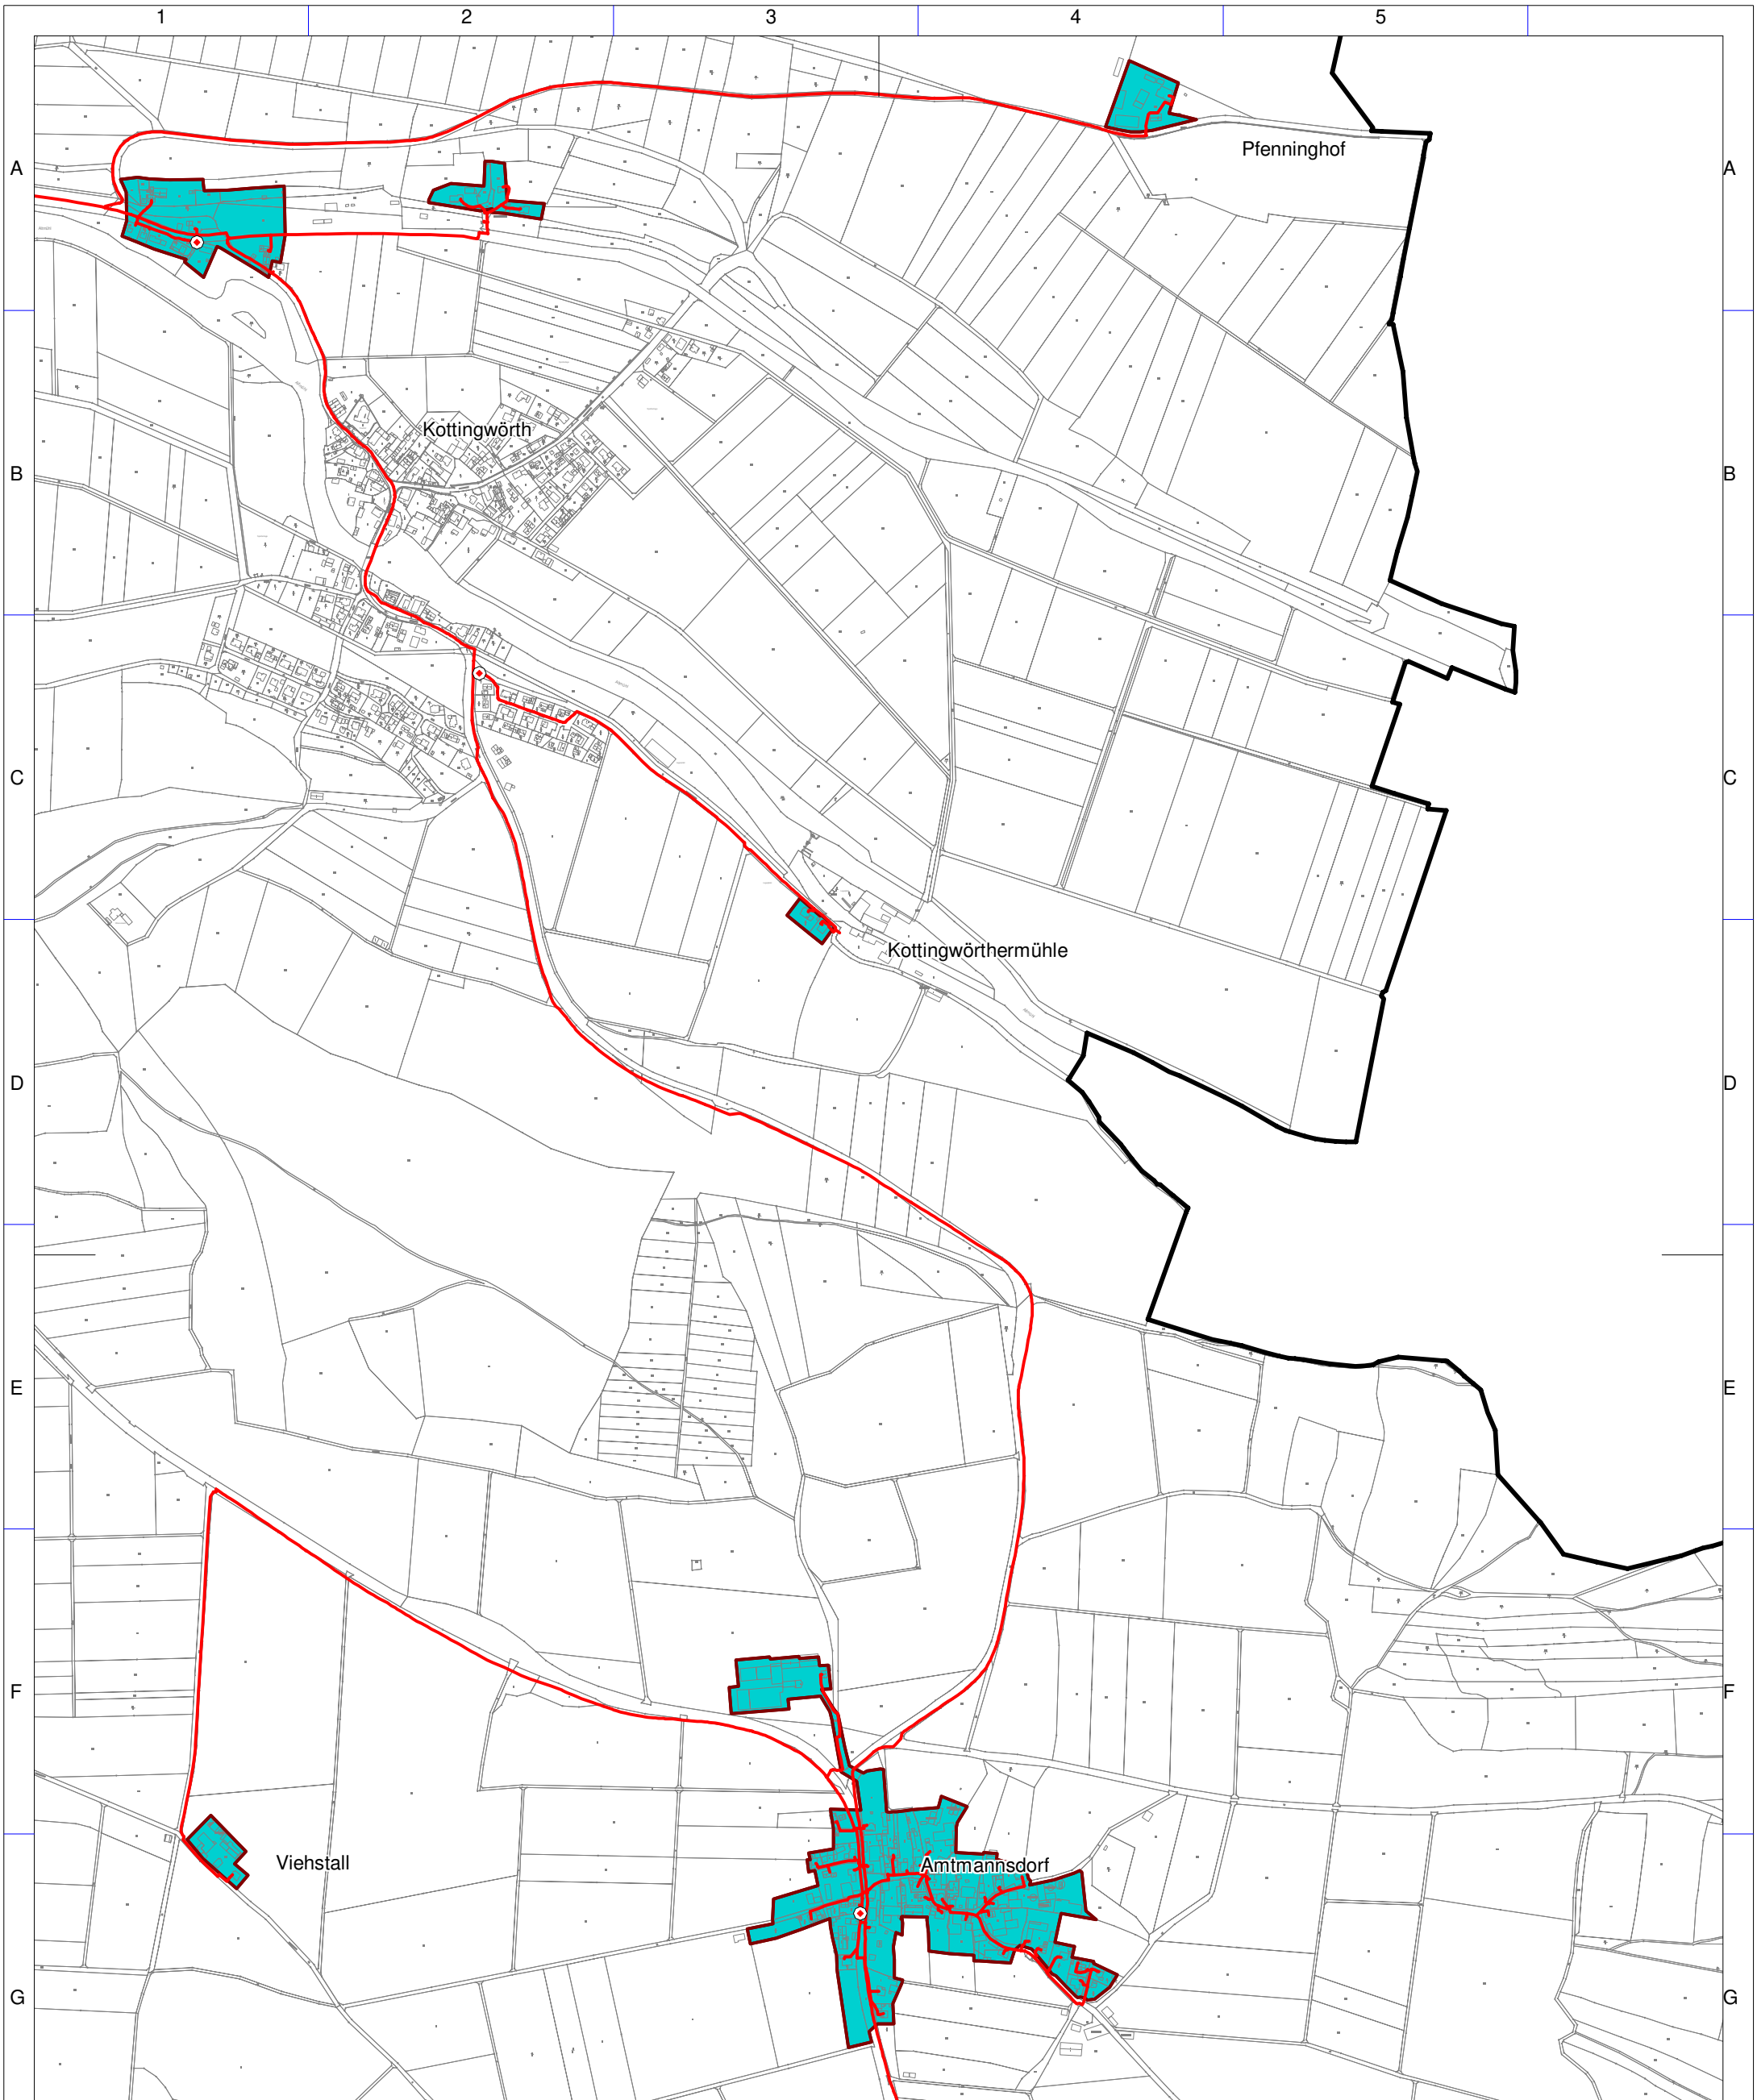 1 2 3 4 5
A A
Pfenninghof
Kottingwörth
B B
C C
Kottingwörthermühle
D D
E E
F F
Viehstall
Amtmannsdorf
G G